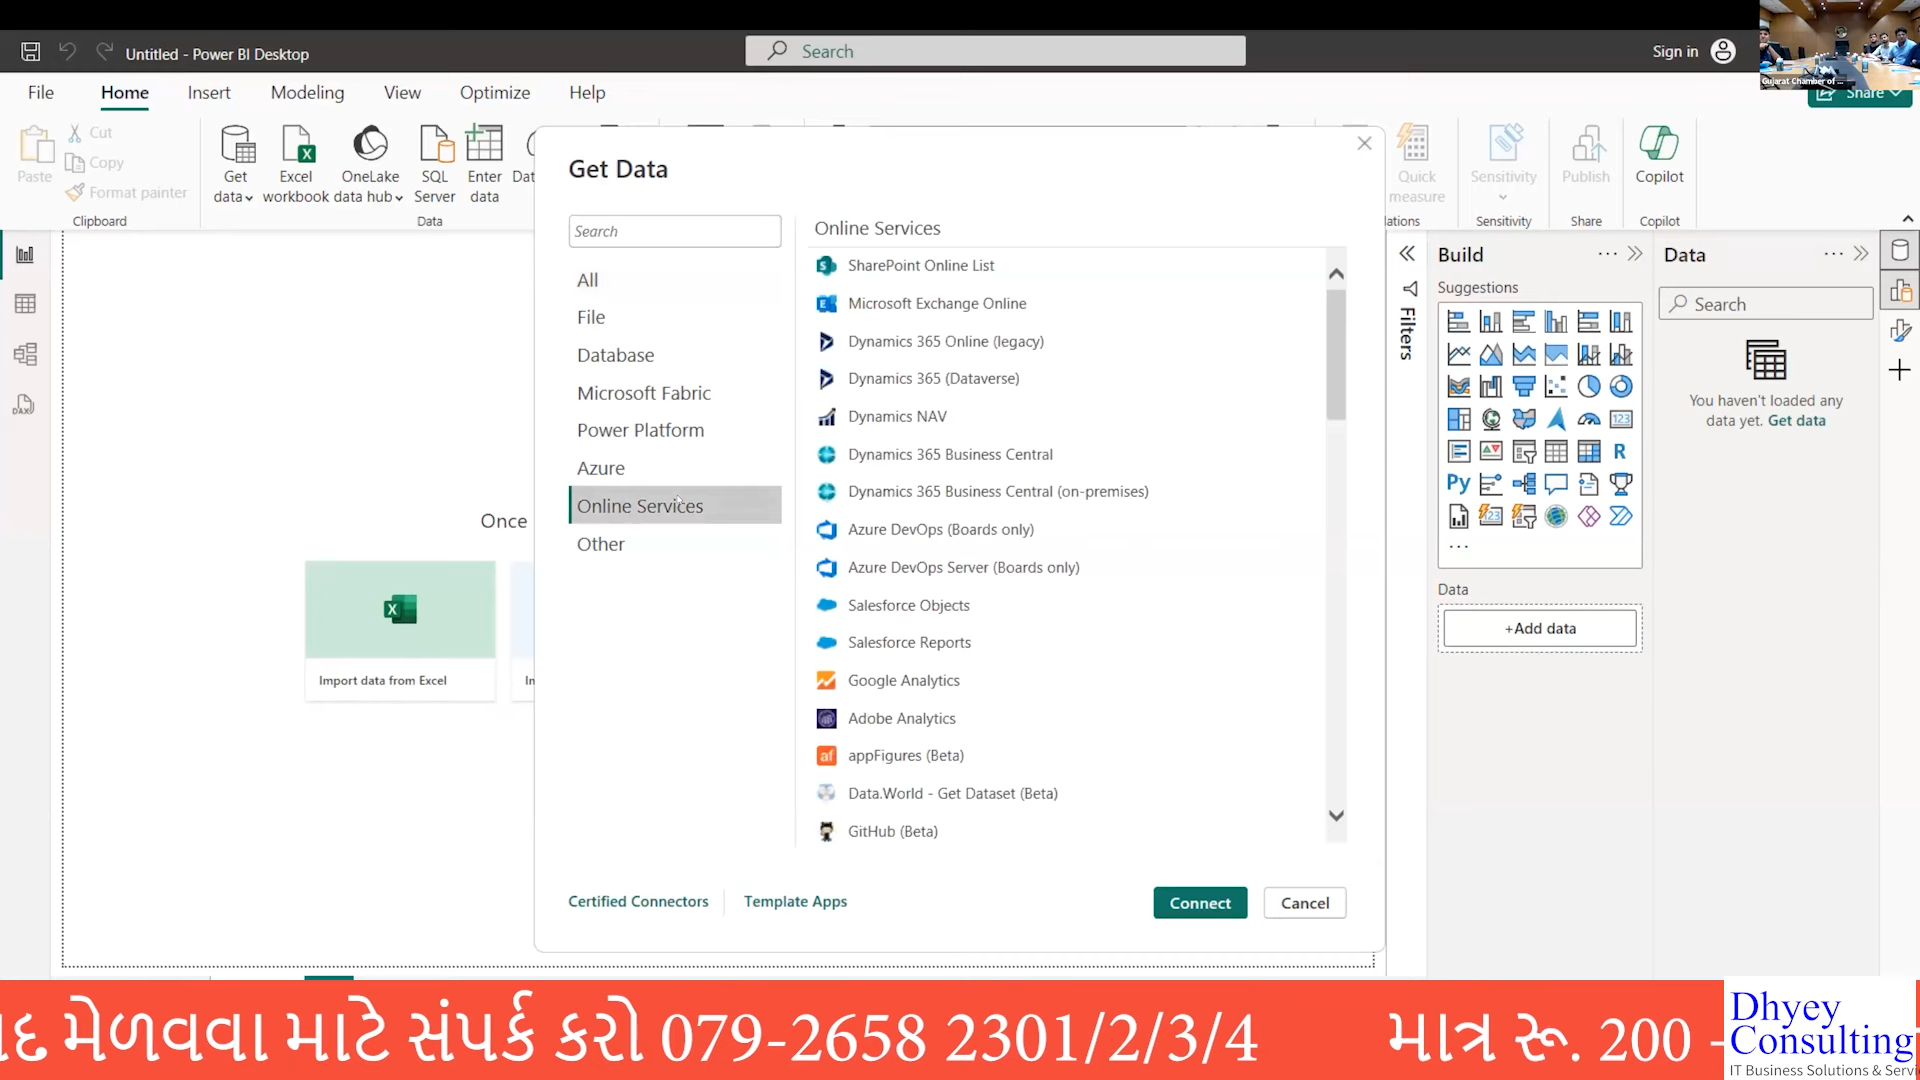 Untitled - Power BI Desktop
Search
Sign in
Gujarat Chamber of ...
File
Home
Insert
Modeling
View
Optimize
Help
Share
Paste
Cut
Copy
Format painter
Clipboard
Get data
Excel workbook
OneLake data hub
SQL Server
Enter data
Data
Quick measure
Sensitivity
Sensitivity
Publish
Share
Copilot
Copilot
Get Data
Search
All
File
Database
Microsoft Fabric
Power Platform
Azure
Online Services
Other
Online Services
SharePoint Online List
Microsoft Exchange Online
Dynamics 365 Online (legacy)
Dynamics 365 (Dataverse)
Dynamics NAV
Dynamics 365 Business Central
Dynamics 365 Business Central (on-premises)
Azure DevOps (Boards only)
Azure DevOps Server (Boards only)
Salesforce Objects
Salesforce Reports
Google Analytics
Adobe Analytics
appFigures (Beta)
Data.World - Get Dataset (Beta)
GitHub (Beta)
Certified Connectors
Template Apps
Connect
Cancel
Once
Import data from Excel
Filters
Build
Suggestions
Data
+Add data
Data
Search
You haven't loaded any
data yet. Get data
મેળવવા માટે સંપર્ક કરો 079-2658 2301/2/3/4 માત્ર રૂ. 200 -
Dhyey
Consulting
IT Business Solutions &